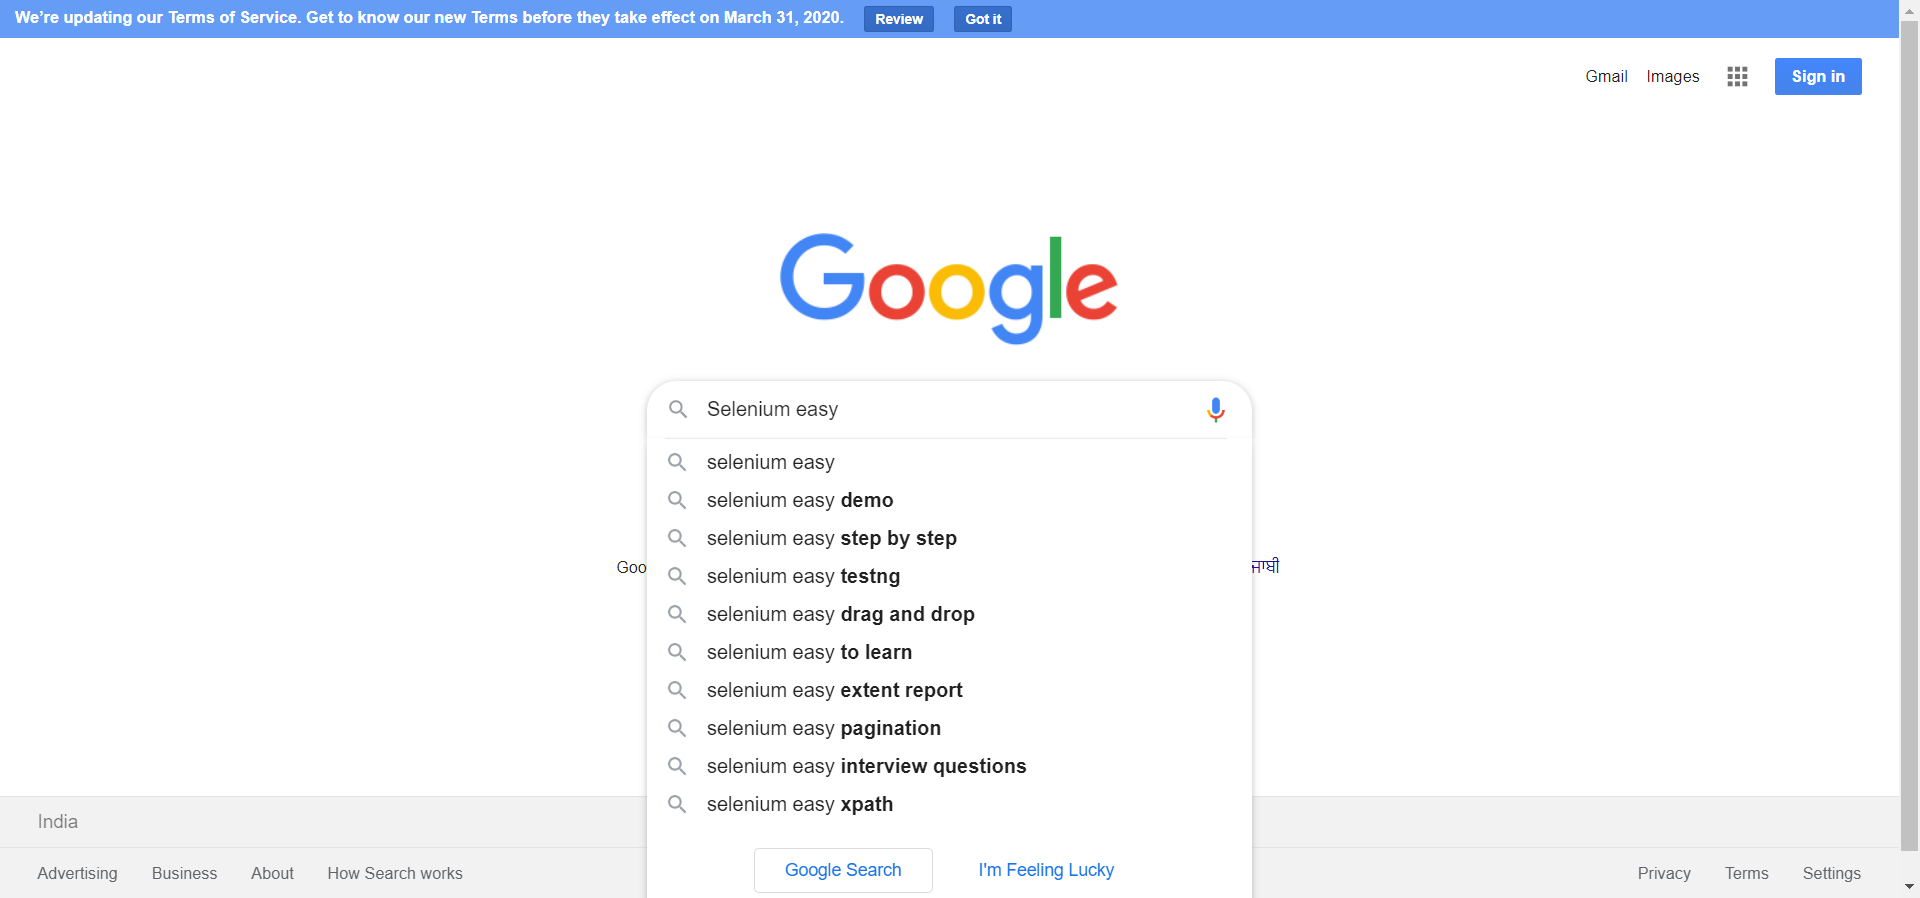 We're updating our Terms of Service. Get to know our new Terms before they take effect on March 31, 2020. Review Got it
Gmail Images Sign in
Google
Selenium easy
selenium easy
selenium easy demo
selenium easy step by step
selenium easy testng
selenium easy drag and drop
selenium easy to learn
selenium easy extent report
selenium easy pagination
selenium easy interview questions
selenium easy xpath
Google Search I'm Feeling Lucky
India
Advertising Business About How Search works Privacy Terms Settings